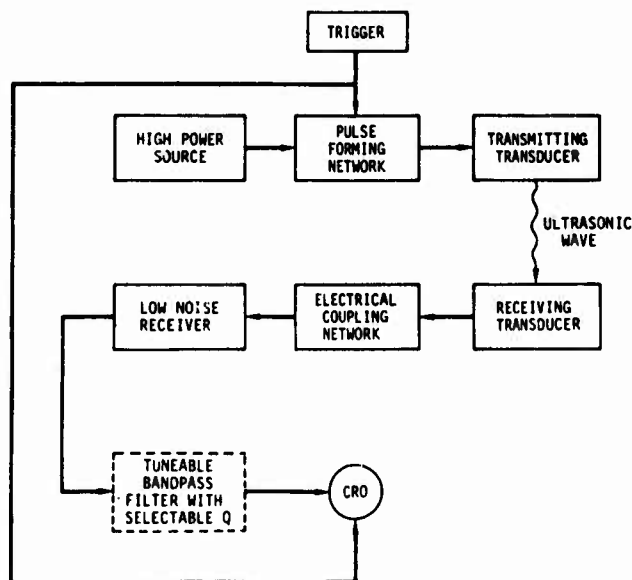 TRIGGER
HIGH POWER
SOURCE
PULSE
FORMING
NETWORK
TRANSMITTING
TRANSDUCER
ULTRASONIC
WAVE
LOW NOISE
RECEIVER
ELECTRICAL
COUPLING
NETWORK
RECEIVING
TRANSDUCER
TUNEABLE
BANDPASS
FILTER WITH
SELECTABLE Q
CRO